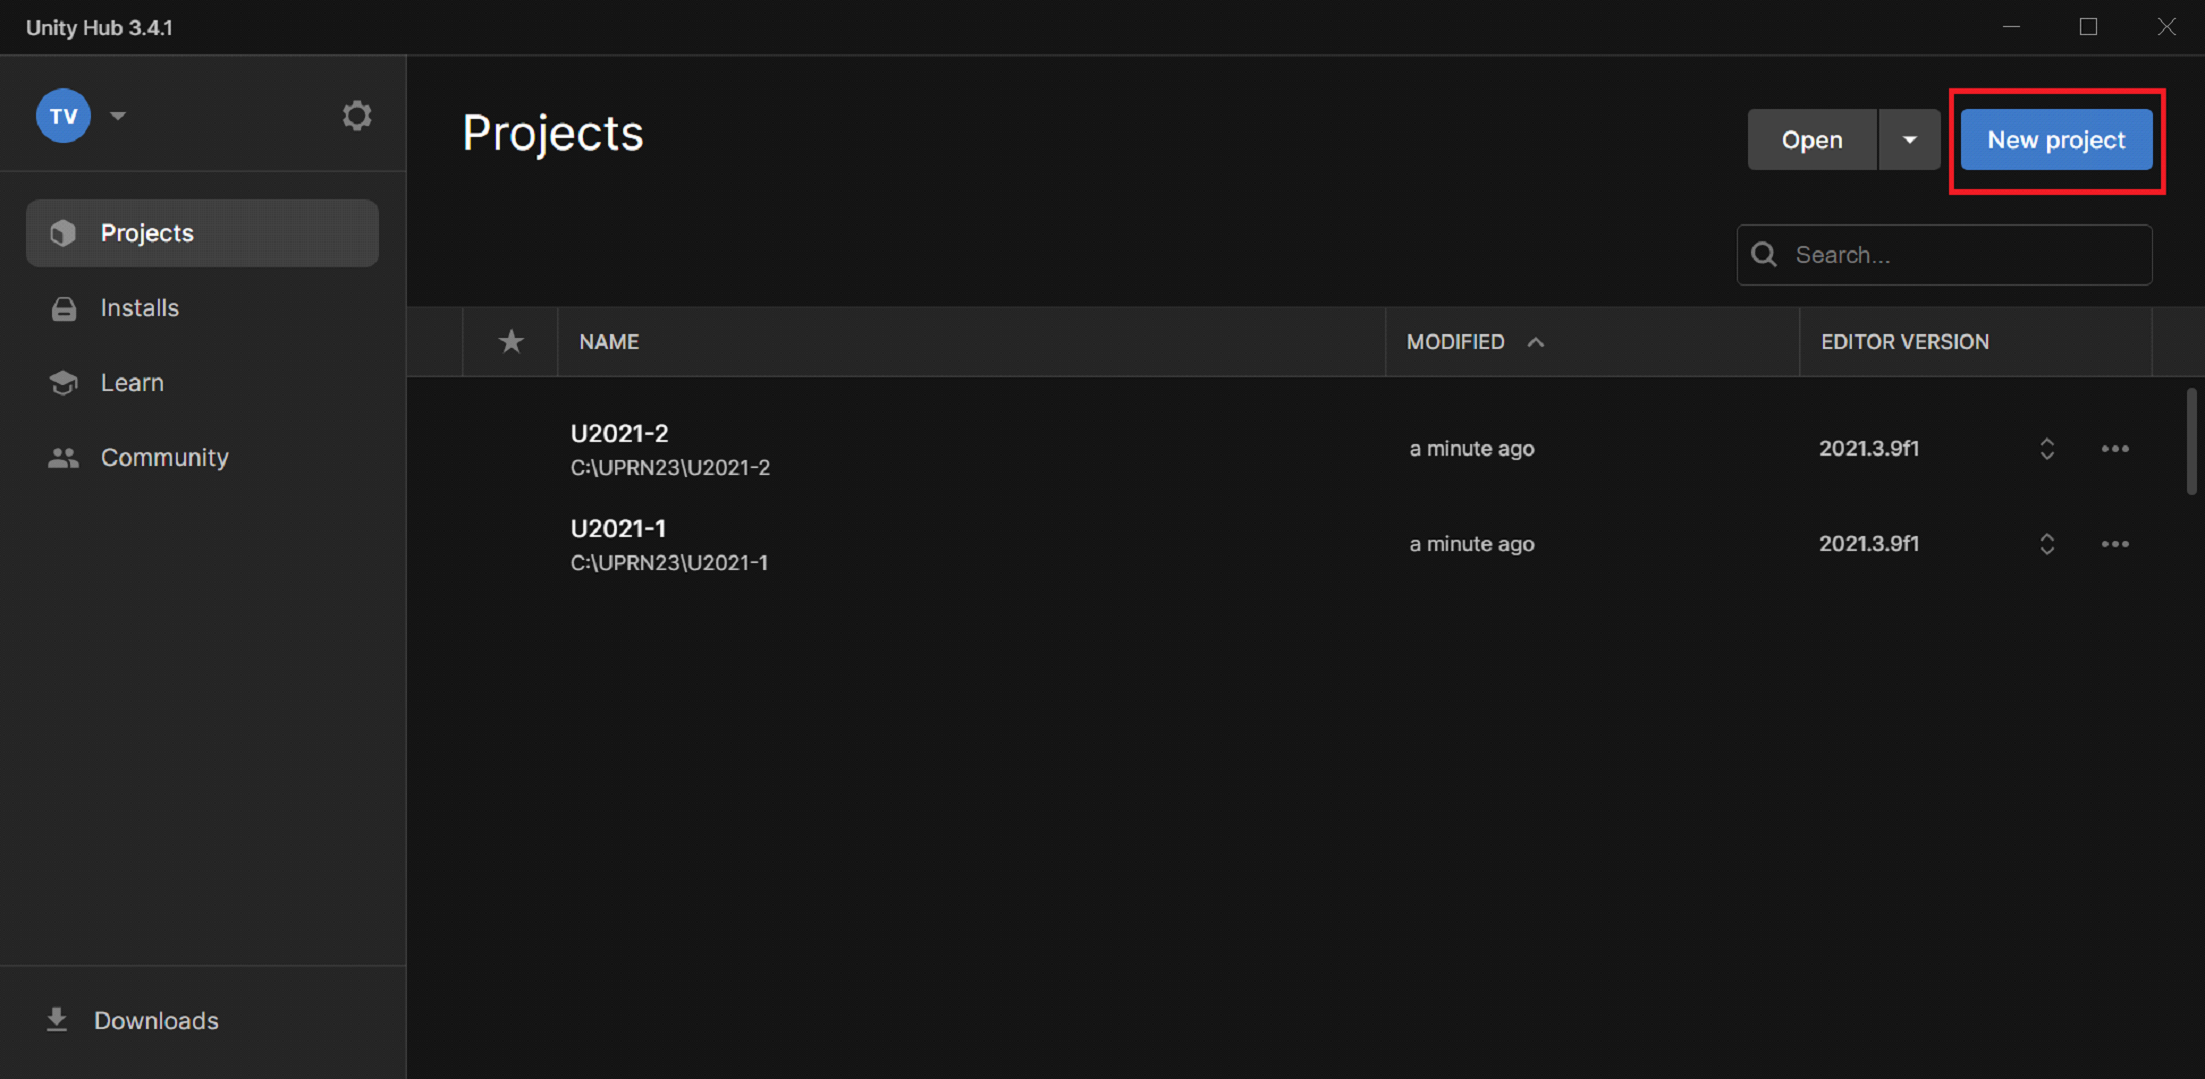 Unity Hub 3.4.1
TV
Projects
Installs
Learn
Community
Downloads
Projects
Open
New project
Search...
NAME MODIFIED EDITOR VERSION
U2021-2
C:\UPRN23\U2021-2
a minute ago
2021.3.9f1
U2021-1
C:\UPRN23\U2021-1
a minute ago
2021.3.9f1